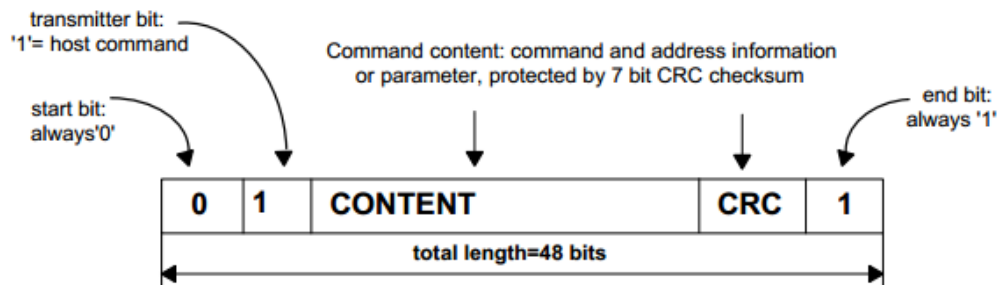 transmitter bit:
'1'= host command
Command content: command and address information
or parameter, protected by 7 bit CRC checksum
start bit:
always'0'
end bit:
always '1'
0 1 CONTENT CRC 1
total length=48 bits